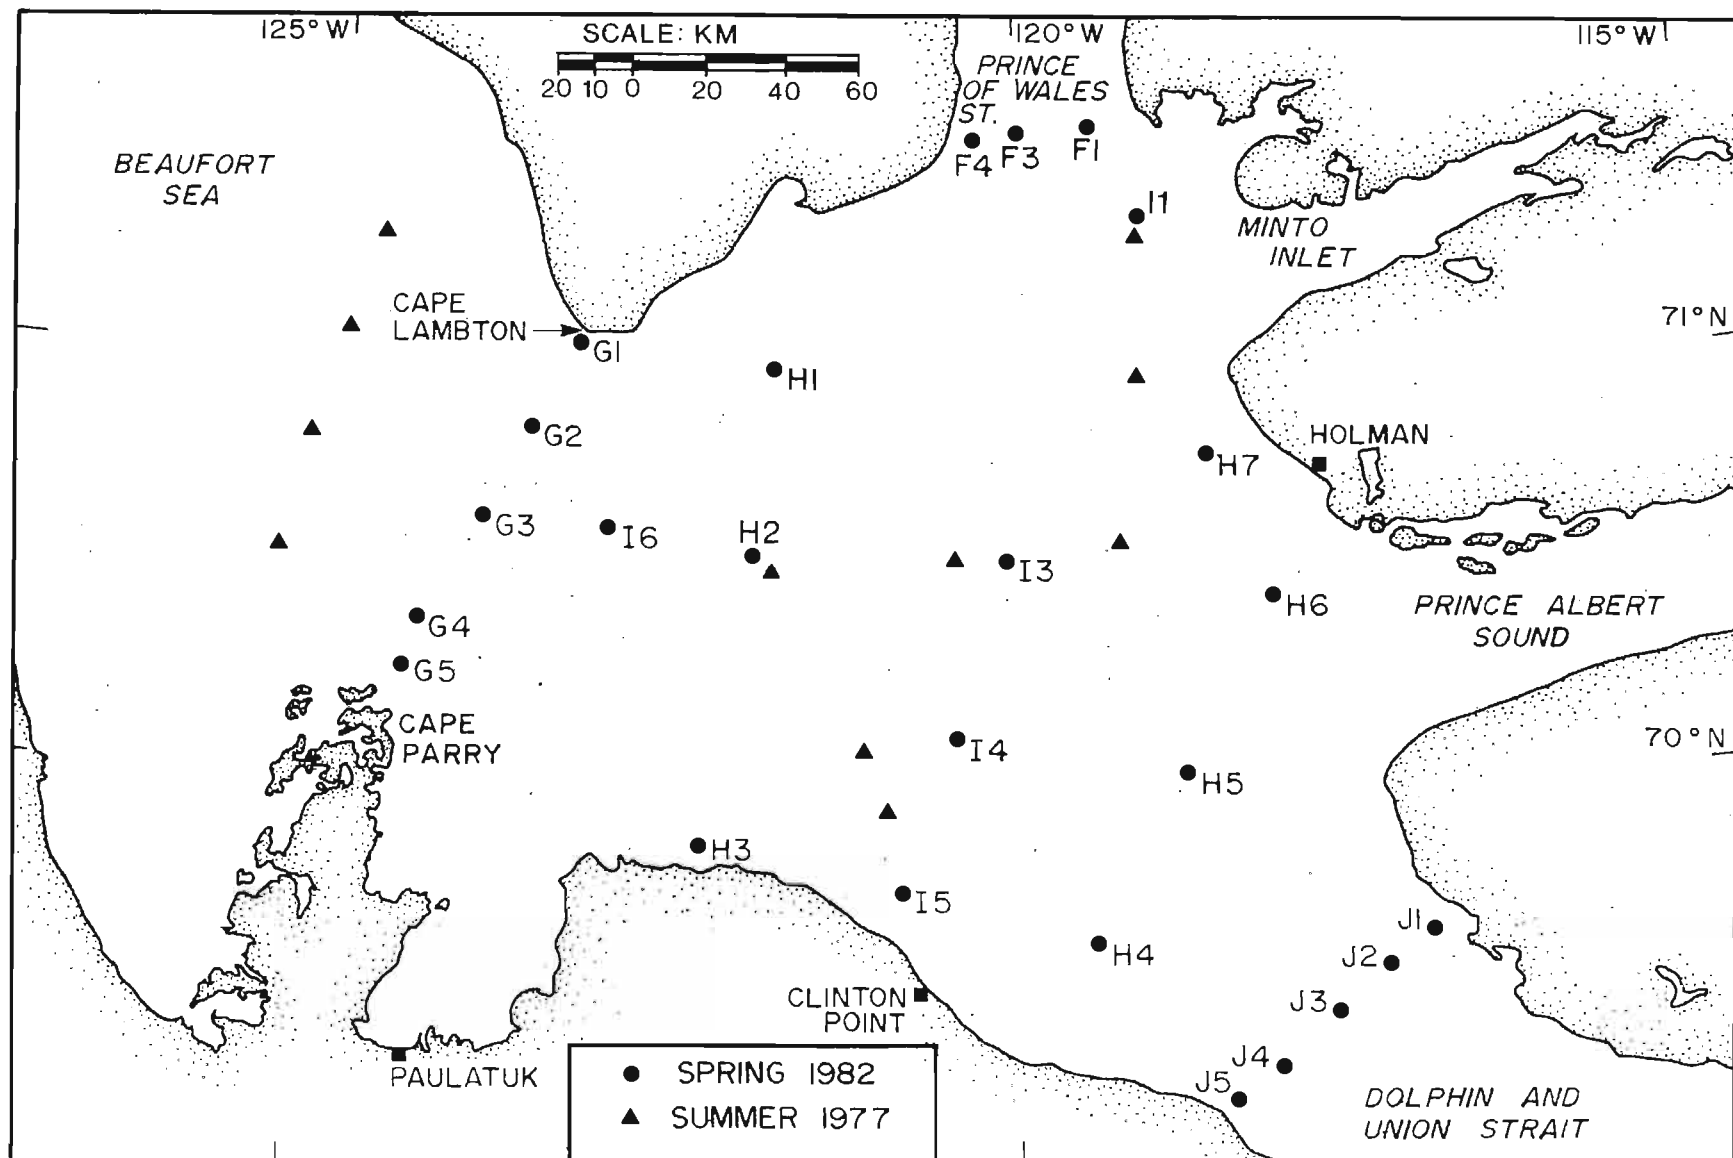 125°W
SCALE: KM
20 10 0 20 40 60
120°W
115°W
PRINCE
OF WALES
ST.
F4
F3
F1
BEAUFORT
SEA
I1
MINTO
INLET
CAPE
LAMBTON
G1
71°N
H1
G2
HOLMAN
H7
G3
I6
H2
I3
H6
PRINCE ALBERT
SOUND
G4
G5
CAPE
PARRY
I4
70°N
H5
H3
I5
J1
H4
J2
CLINTON
POINT
J3
J4
J5
PAULATUK
DOLPHIN AND
UNION STRAIT
SPRING 1982
SUMMER 1977